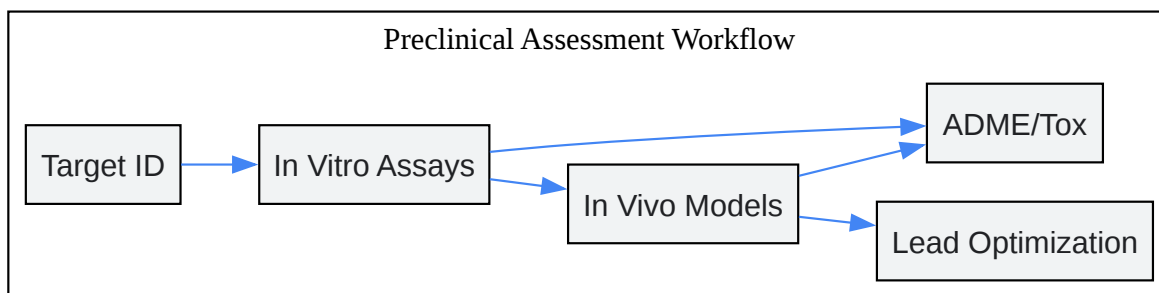 Preclinical Assessment Workflow
Target ID
In Vitro Assays
In Vivo Models
ADME/Tox
Lead Optimization